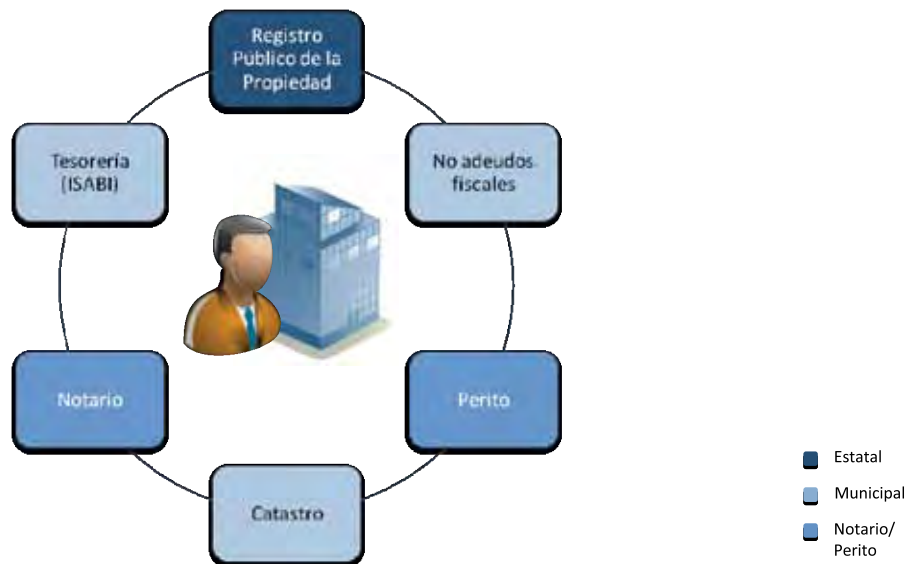 Registro
Público de la
Propiedad
Tesorería
(ISABI)
No adeudos
fiscales
Notario
Perito
Catastro
Estatal
Municipal
Notario/
Perito